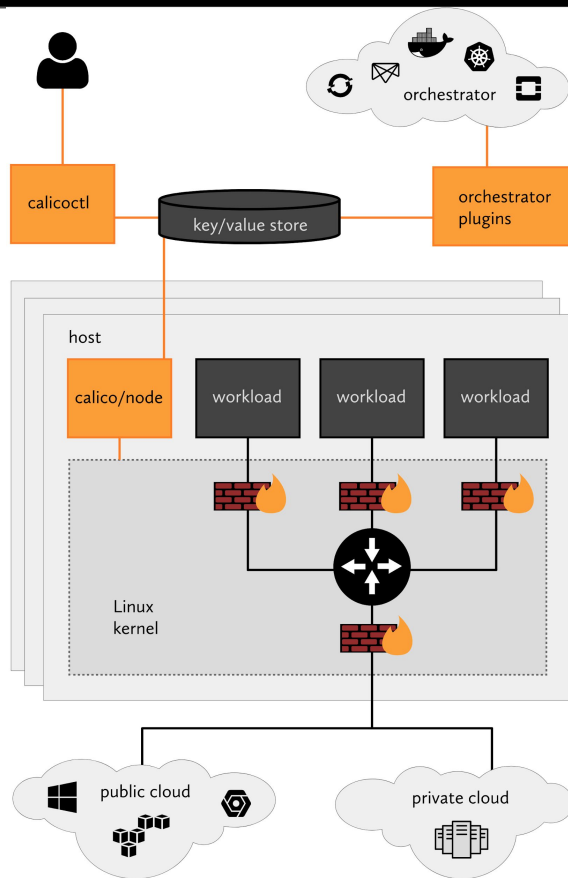 orchestrator
calicoctl
key/value store
orchestrator
plugins
host
calico/node
workload
workload
workload
Linux
kernel
public cloud
private cloud